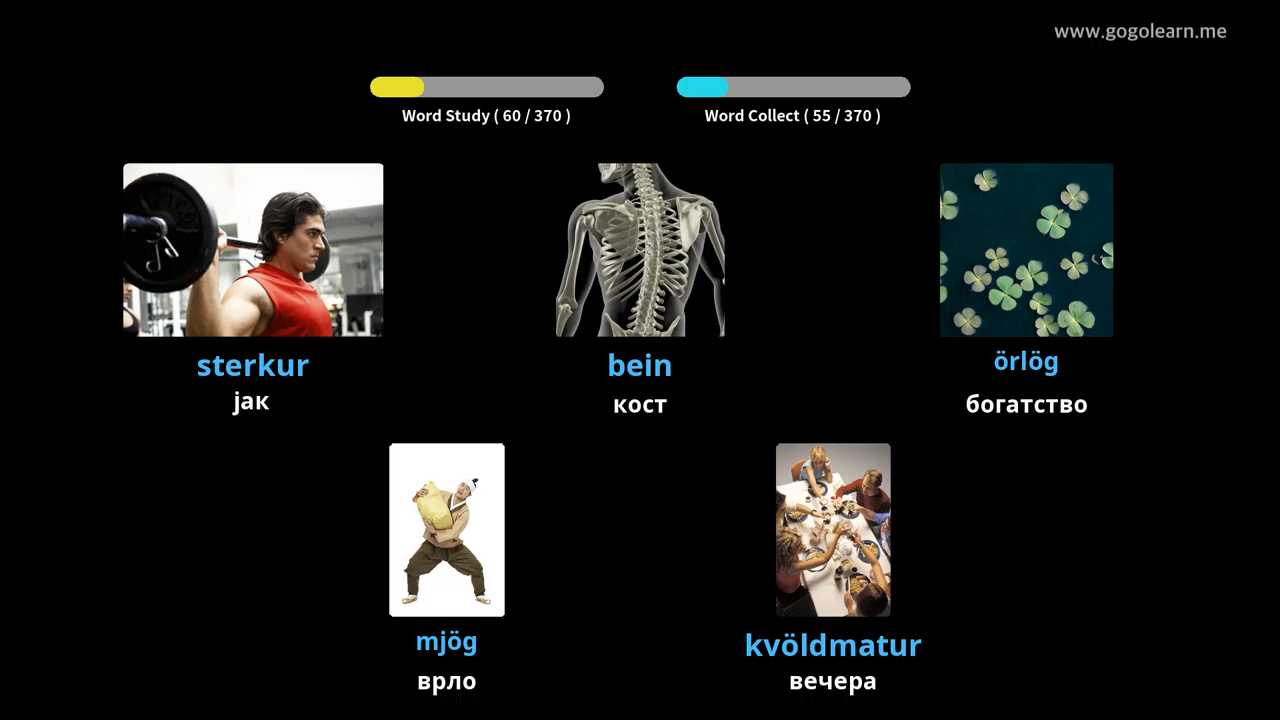 www.gogolearn.me
Word Study ( 60 / 370 )
Word Collect ( 55 / 370 )
sterkur
јак
bein
кост
örlög
богатство
mjög
врло
kvöldmatur
вечера